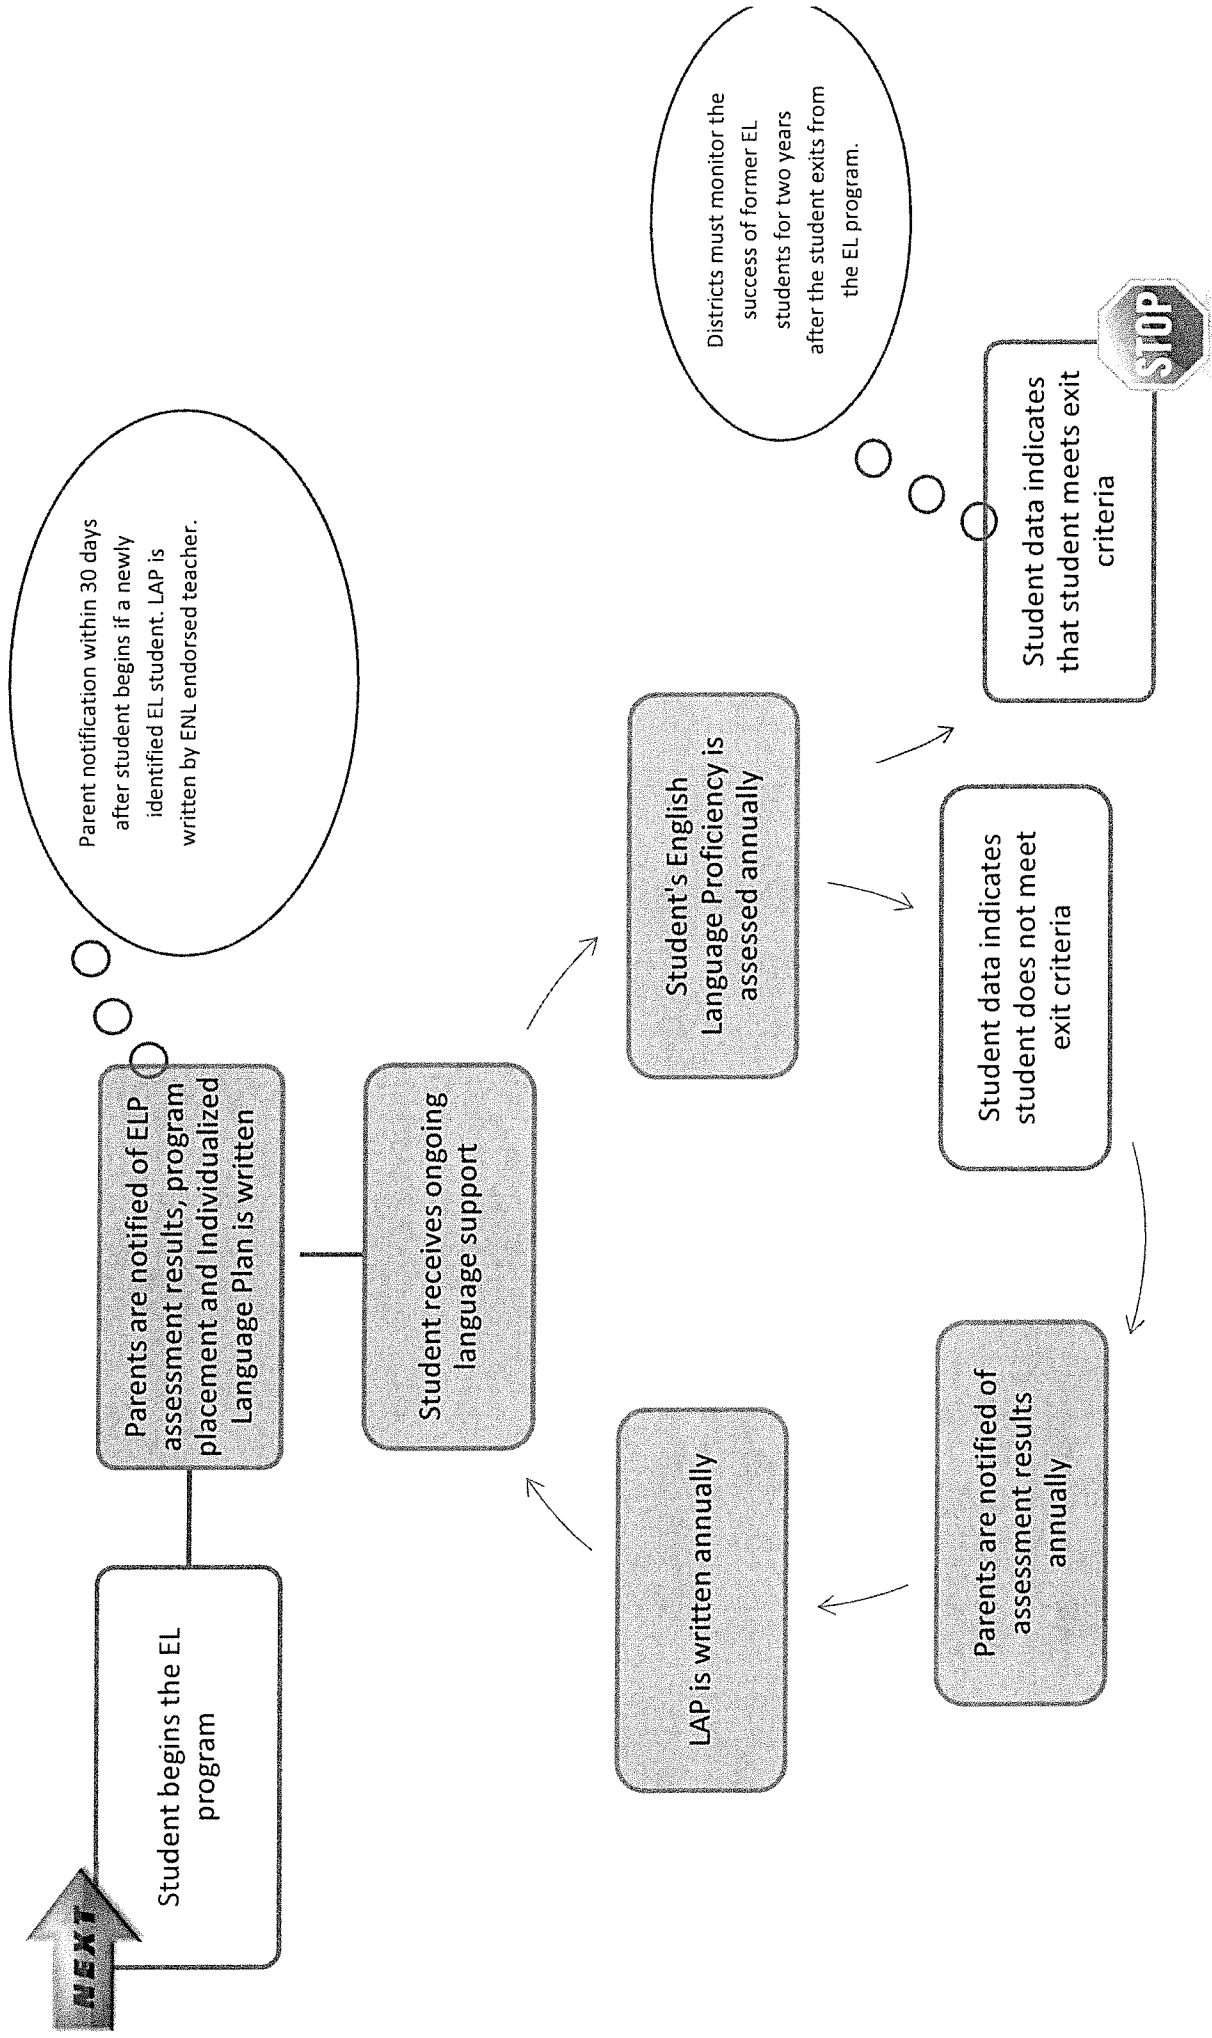 NEXT
Student begins the EL
program
Parents are notified of ELP
assessment results, program
placement and Individualized
Language Plan is written
Parent notification within 30 days
after student begins if a newly
identified EL student. LAP is
written by ENL endorsed teacher.
Student receives ongoing
language support
Student's English
Language Proficiency is
assessed annually
Student data indicates
that student meets exit
criteria
STOP
Districts must monitor the
success of former EL
students for two years
after the student exits from
the EL program.
Student data indicates
student does not meet
exit criteria
Parents are notified of
assessment results
annually
LAP is written annually